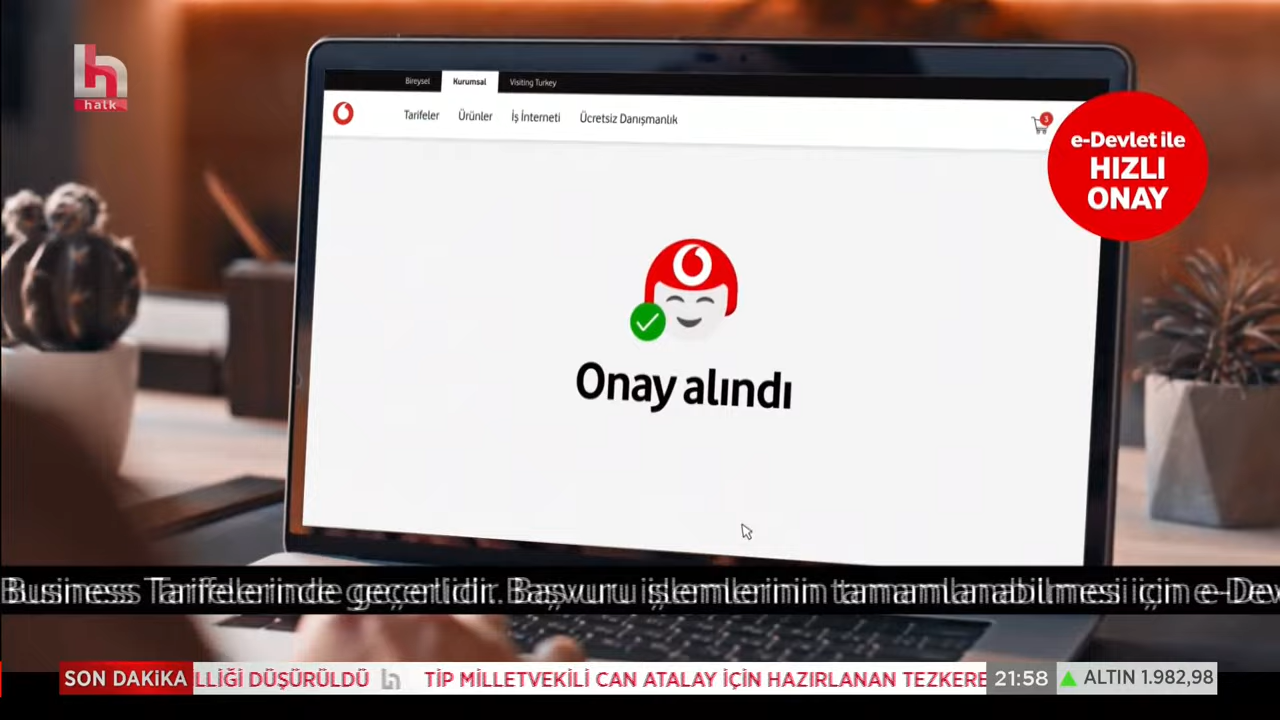 halk
Bireysel Kurumsal Visiting Turkey
Tarifeler Ürünler İş İnterneti Ücretsiz Danışmanlık
3
e-Devlet ile
HIZLI
ONAY
Onay alındı
Business Tarifelerinde geçerlidir. Başvuru işlemlerinin tamamlanabilmesi için e-Dev
SON DAKİKA LLİĞİ DÜŞÜRÜLDÜ TİP MİLLETVEKİLİ CAN ATALAY İÇİN HAZIRLANAN TEZKERE 21:58 ALTIN 1.982,98